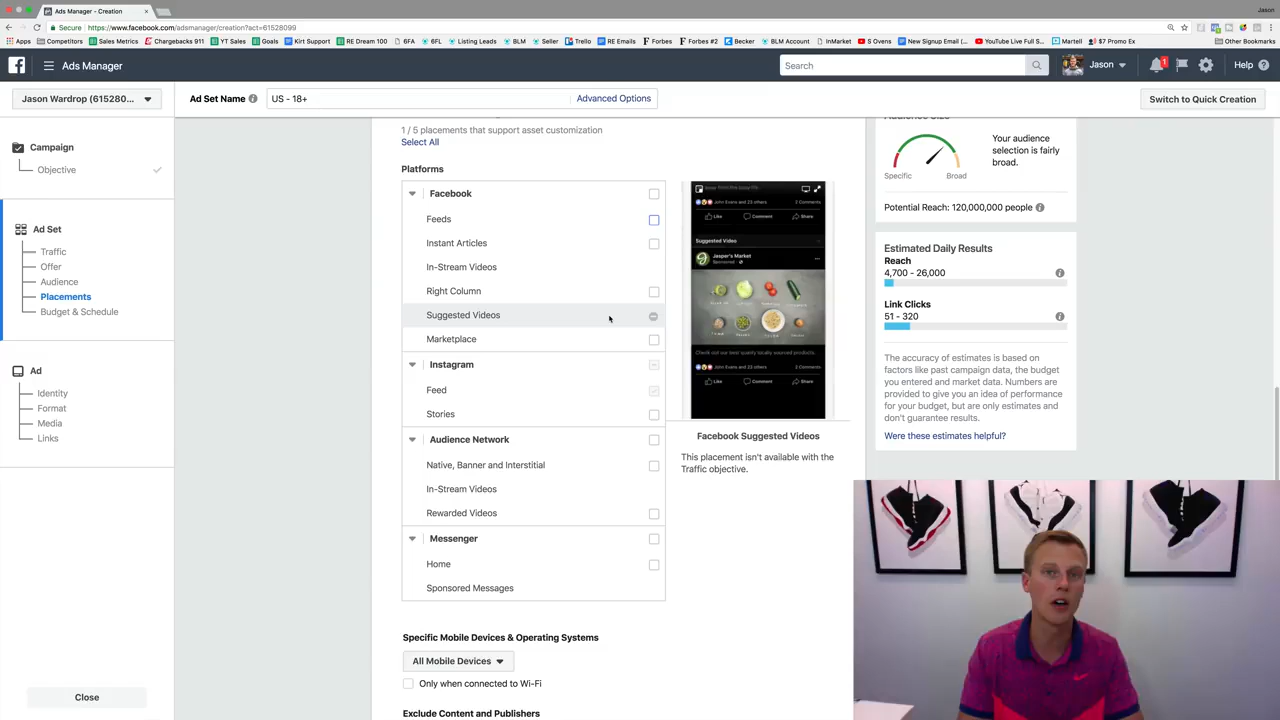 Ads Manager - Creation
Jason
Secure
https://www.facebook.com/adsmanager/creation?act=61528099
Apps
Competitors
Sales Metrics
Chargebacks 911
YT Sales
Goals
Kirt Support
RE Dream 100
6FA
6FL
Listing Leads
BLM
Seller
Trello
RE Emails
Forbes
Forbes #2
Becker
BLM Account
InMarket
S Ovens
New Signup Email (...
YouTube Live Full S...
Martell
$7 Promo Ex
Other Bookmarks
Ads Manager
Search
Jason
1
Help
Jason Wardrop (615280...
Ad Set Name
US - 18+
Advanced Options
Switch to Quick Creation
Campaign
Objective
Ad Set
Traffic
Offer
Audience
Placements
Budget & Schedule
Ad
Identity
Format
Media
Links
Close
1 / 5 placements that support asset customization
Select All
Platforms
Facebook
Feeds
Instant Articles
In-Stream Videos
Right Column
Suggested Videos
Marketplace
Instagram
Feed
Stories
Audience Network
Native, Banner and Interstitial
In-Stream Videos
Rewarded Videos
Messenger
Home
Sponsored Messages
Specific Mobile Devices & Operating Systems
All Mobile Devices
Only when connected to Wi-Fi
Exclude Content and Publishers
John Evans and 23 others
2 Comments
Like
Comment
Share
Suggested Video
Jasper's Market
Sponsored
Check out our best quality locally sourced products.
John Evans and 23 others
2 Comments
Like
Comment
Share
Facebook Suggested Videos
This placement isn't available with the
Traffic objective.
Audience Size
Your audience
selection is fairly
broad.
Specific
Broad
Potential Reach: 120,000,000 people
Estimated Daily Results
Reach
4,700 - 26,000
Link Clicks
51 - 320
The accuracy of estimates is based on
factors like past campaign data, the budget
you entered and market data. Numbers are
provided to give you an idea of performance
for your budget, but are only estimates and
don't guarantee results.
Were these estimates helpful?